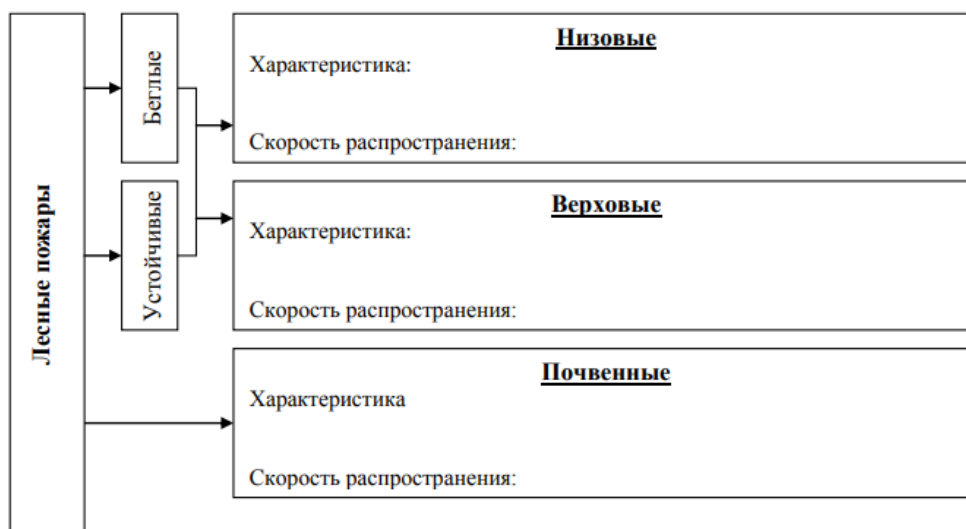 Лесные пожары
Беглые
Устойчивые
Низовые
Характеристика:
Скорость распространения:
Верховые
Характеристика:
Скорость распространения:
Почвенные
Характеристика
Скорость распространения: